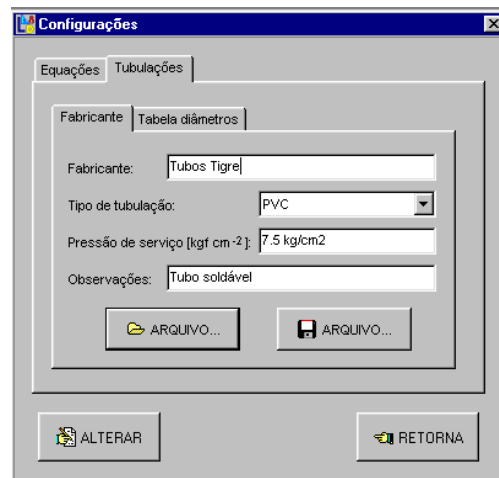 Configurações
Equações Tubulações
Fabricante Tabela diâmetros
Fabricante: Tubos Tigre
Tipo de tubulação: PVC
Pressão de serviço [kgf cm -2]: 7.5 kg/cm2
Observações: Tubo soldável
ARQUIVO... ARQUIVO...
ALTERAR RETORNA